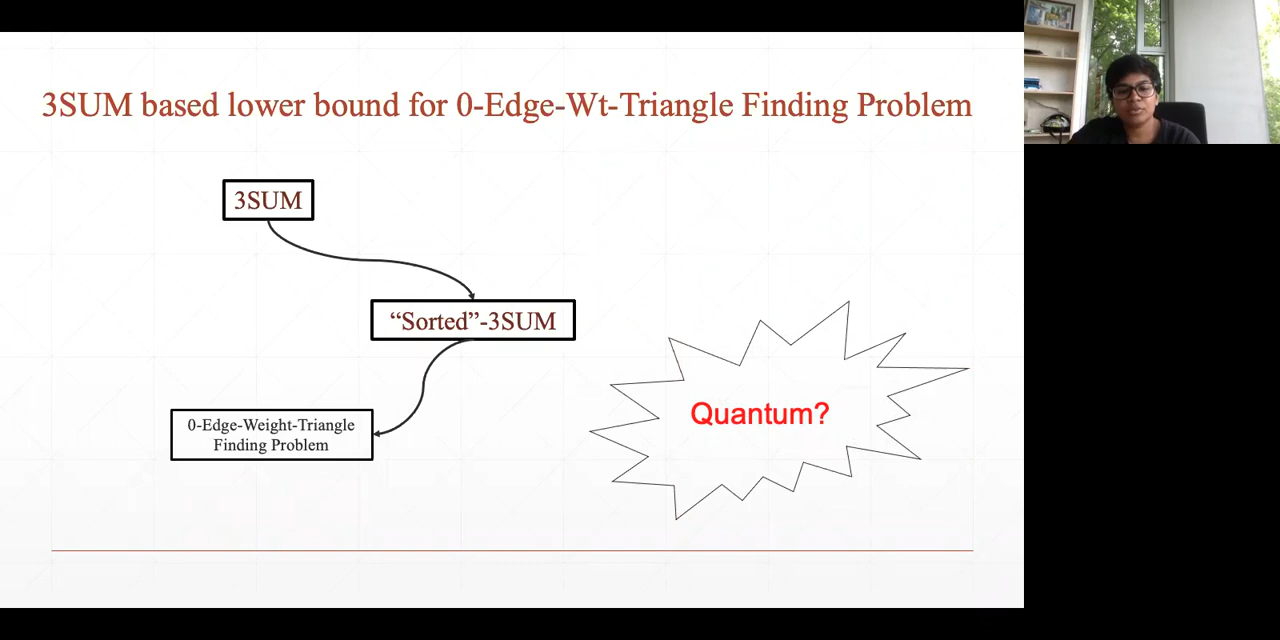 3SUM based lower bound for 0-Edge-Wt-Triangle Finding Problem
3SUM
“Sorted”-3SUM
Quantum?
0-Edge-Weight-Triangle
Finding Problem